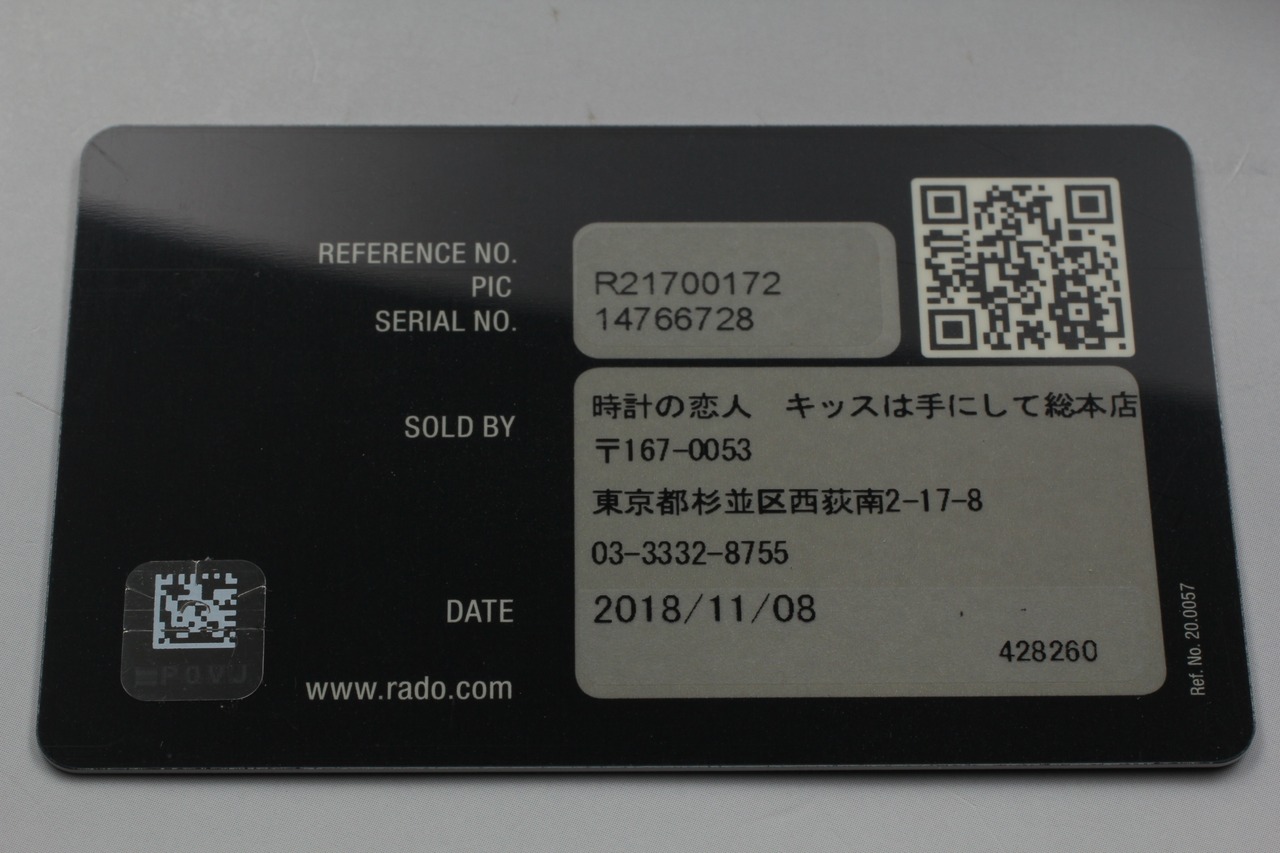 REFERENCE NO.
PIC
SERIAL NO.
R21700172
14766728
SOLD BY
時計の恋人　キッスは手にして総本店
〒167-0053
東京都杉並区西荻南2-17-8
03-3332-8755
DATE
2018/11/08
428260
www.rado.com
Ref. No. 20.0057